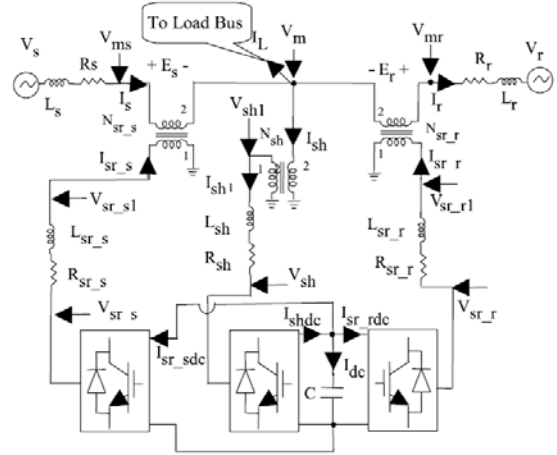 To Load Bus
V_s
V_ms
R_s
+ E_s -
I_L
V_m
- E_r +
V_mr
R_r
V_r
L_s
I_s
I_r
L_r
2
V_sh1
2
N_sr_s
N_sh
I_sh
N_sr_r
1
1
2
1
I_sr_s
I_sh1
I_sr_r
V_sr_s1
V_sr_r1
L_sh
L_sr_s
L_sr_r
R_sh
R_sr_s
R_sr_r
V_sh
V_sr_s
V_sr_r
I_sr_sdc
I_shdc
I_sr_rdc
I_dc
C